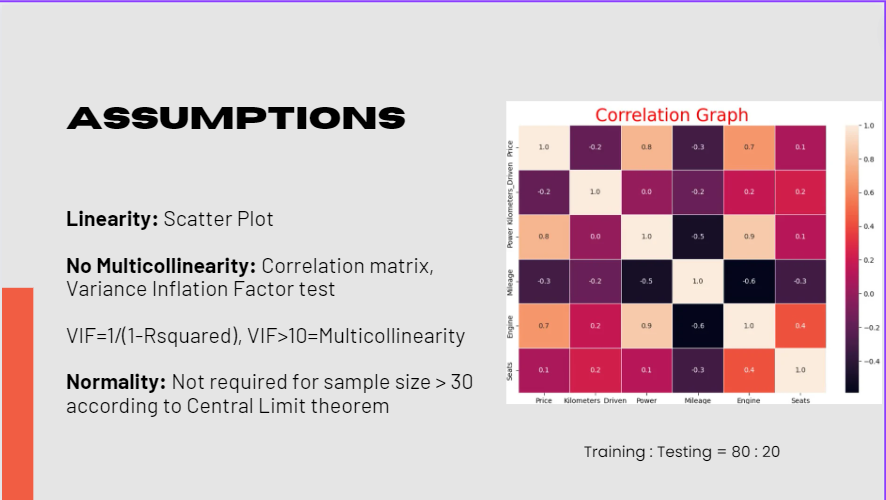 ASSUMPTIONS
Linearity: Scatter Plot
No Multicollinearity: Correlation matrix,
Variance Inflation Factor test
VIF=1/(1-Rsquared), VIF>10=Multicollinearity
Normality: Not required for sample size > 30
according to Central Limit theorem
Correlation Graph
Price 1.0 -0.2 0.8 -0.3 0.7 0.1
Kilometers_Driven -0.2 1.0 0.0 -0.2 0.2 0.2
Power 0.8 0.0 1.0 -0.5 0.9 0.1
Mileage -0.3 -0.2 -0.5 1.0 -0.6 -0.3
Engine 0.7 0.2 0.9 -0.6 1.0 0.4
Seats 0.1 0.2 0.1 -0.3 0.4 1.0
Price Kilometers_Driven Power Mileage Engine Seats
1.0
0.8
0.6
0.4
0.2
0.0
-0.2
-0.4
Training : Testing = 80 : 20